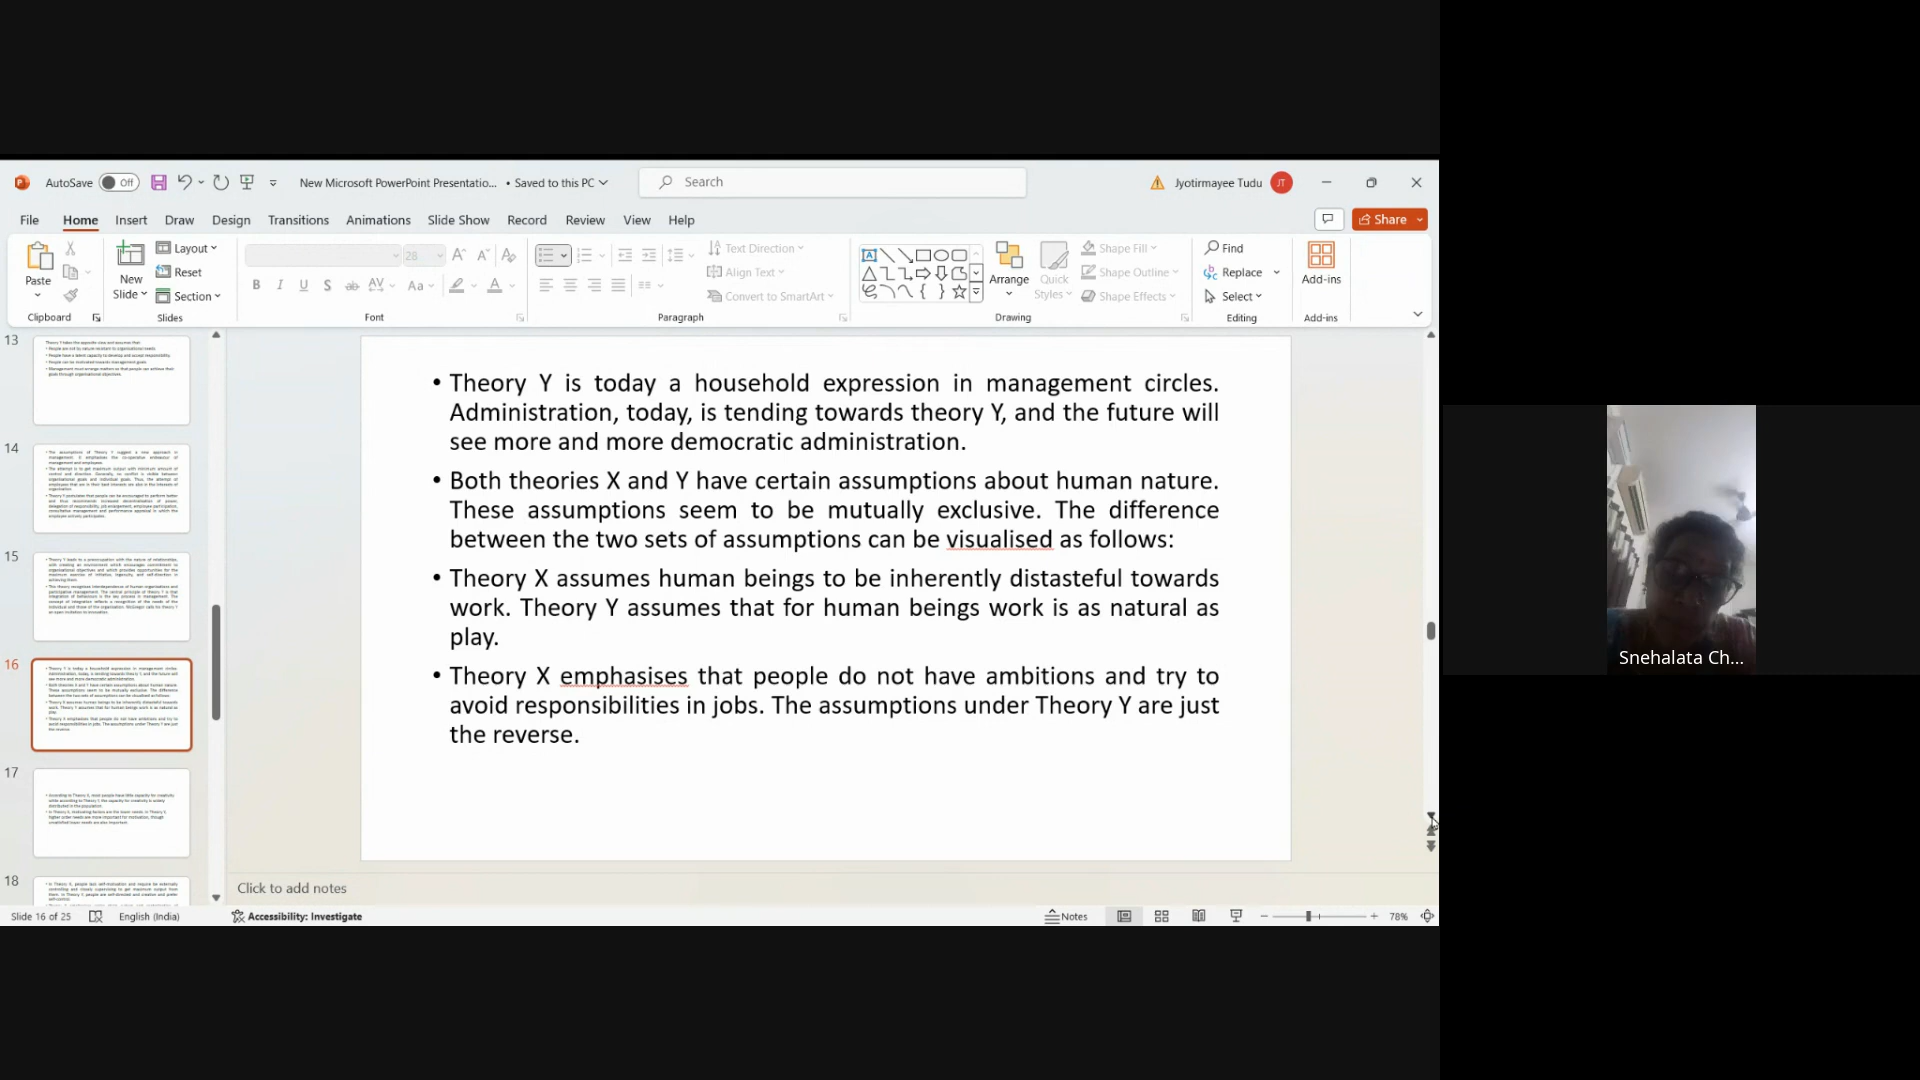 AutoSave Off
New Microsoft PowerPoint Presentatio... • Saved to this PC
Search
Jyotirmayee Tudu JT
File Home Insert Draw Design Transitions Animations Slide Show Record Review View Help
Share
Paste
New Slide
Layout
Reset
Section
28
Text Direction
Align Text
Convert to SmartArt
Arrange
Quick Styles
Shape Fill
Shape Outline
Shape Effects
Find
Replace
Select
Add-ins
Clipboard Slides Font Paragraph Drawing Editing Add-ins
13
14
15
16
17
18
• Theory Y is today a household expression in management circles.
Administration, today, is tending towards theory Y, and the future will
see more and more democratic administration.
• Both theories X and Y have certain assumptions about human nature.
These assumptions seem to be mutually exclusive. The difference
between the two sets of assumptions can be visualised as follows:
• Theory X assumes human beings to be inherently distasteful towards
work. Theory Y assumes that for human beings work is as natural as
play.
• Theory X emphasises that people do not have ambitions and try to
avoid responsibilities in jobs. The assumptions under Theory Y are just
the reverse.
Click to add notes
Slide 16 of 25 English (India) Accessibility: Investigate Notes 78%
Snehalata Ch...